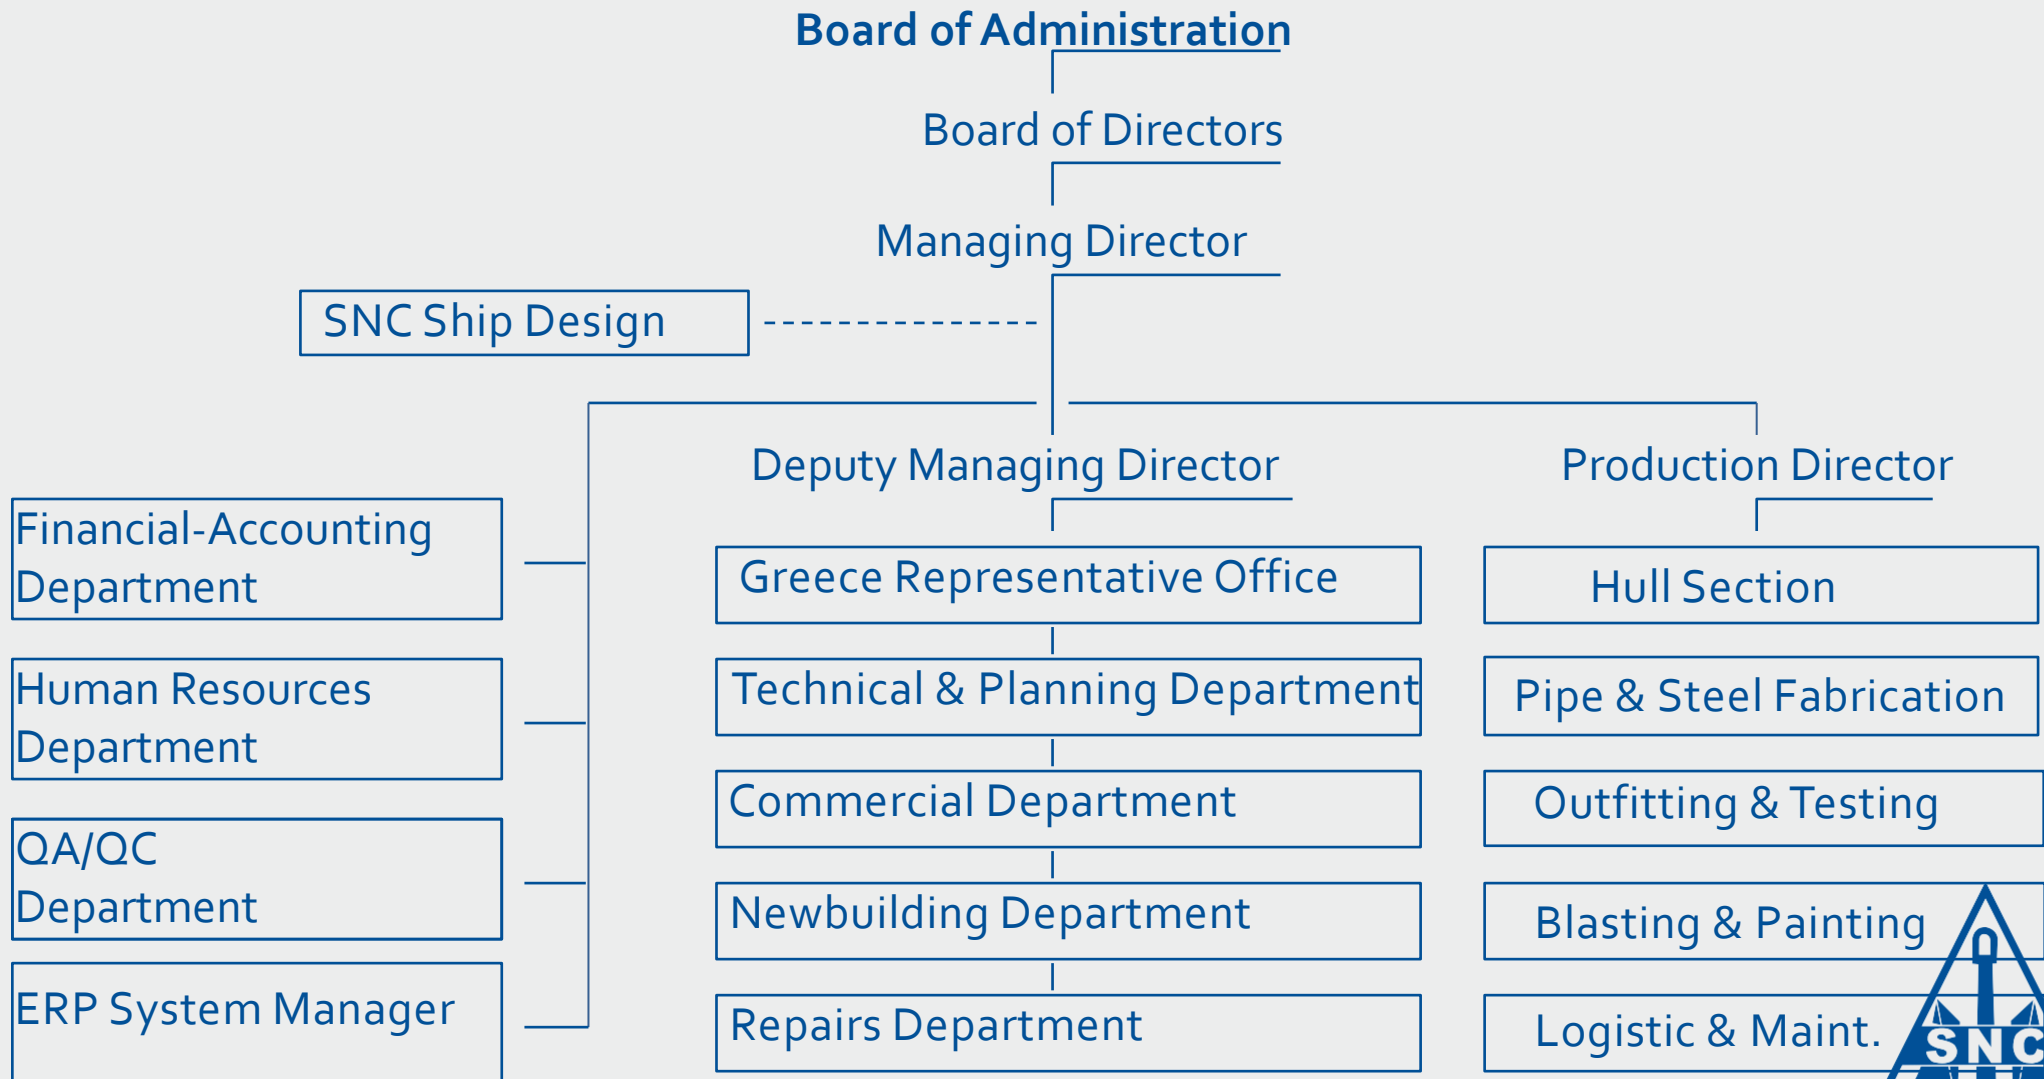 Board of Administration
Board of Directors
Managing Director
SNC Ship Design
Deputy Managing Director
Production Director
Financial-Accounting
Department
Human Resources
Department
QA/QC
Department
ERP System Manager
Greece Representative Office
Technical & Planning Department
Commercial Department
Newbuilding Department
Repairs Department
Hull Section
Pipe & Steel Fabrication
Outfitting & Testing
Blasting & Painting
Logistic & Maint.
SNC